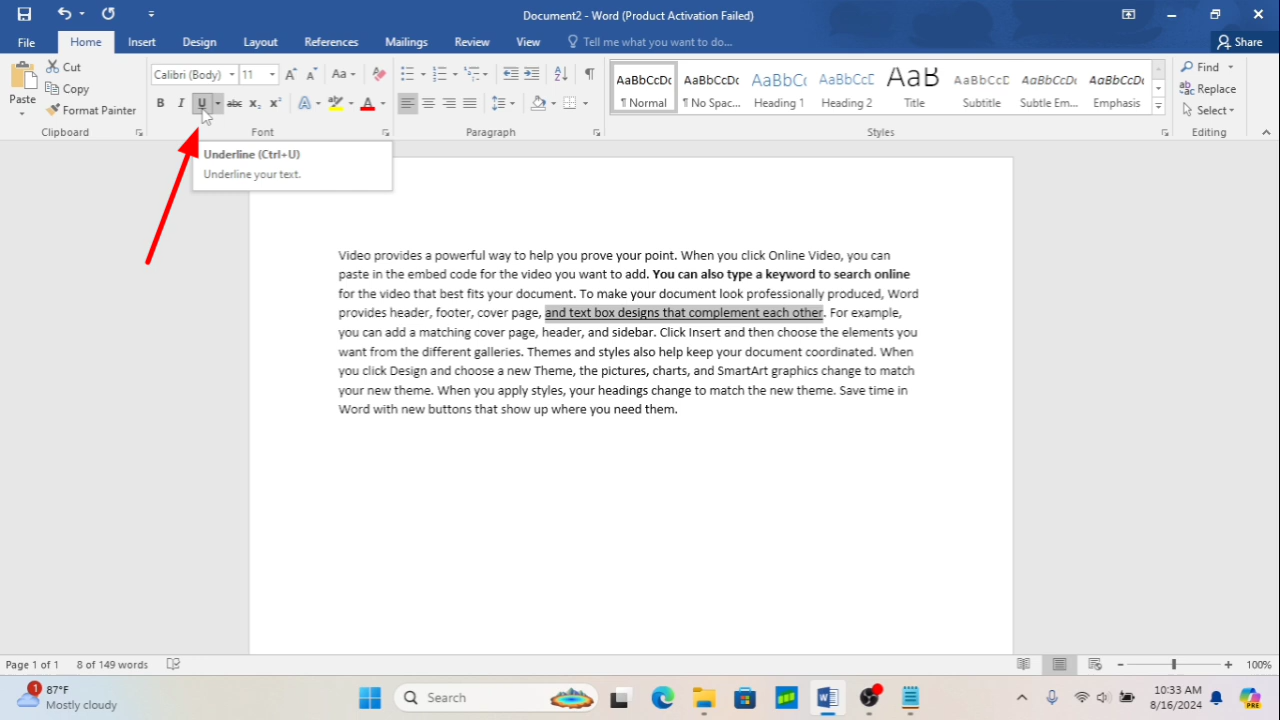 Document2 - Word (Product Activation Failed)
File Home Insert Design Layout References Mailings Review View Tell me what you want to do... Share
Paste
Cut
Copy
Format Painter
Clipboard
Calibri (Body) 11 Aa
B I U abc x₂ x² A A
Font
Paragraph
AaBbCcDc ¶ Normal
AaBbCcDc ¶ No Spac...
AaBbCc Heading 1
AaBbCcD Heading 2
AaB Title
AaBbCcD Subtitle
AaBbCcDc Subtle Em...
AaBbCcDc Emphasis
Styles
Find
Replace
Select
Editing
Underline (Ctrl+U)
Underline your text.
Video provides a powerful way to help you prove your point. When you click Online Video, you can
paste in the embed code for the video you want to add. You can also type a keyword to search online
for the video that best fits your document. To make your document look professionally produced, Word
provides header, footer, cover page, and text box designs that complement each other. For example,
you can add a matching cover page, header, and sidebar. Click Insert and then choose the elements you
want from the different galleries. Themes and styles also help keep your document coordinated. When
you click Design and choose a new Theme, the pictures, charts, and SmartArt graphics change to match
your new theme. When you apply styles, your headings change to match the new theme. Save time in
Word with new buttons that show up where you need them.
Page 1 of 1 8 of 149 words 100%
1 87°F
Mostly cloudy
Search
10:33 AM
8/16/2024
PRE